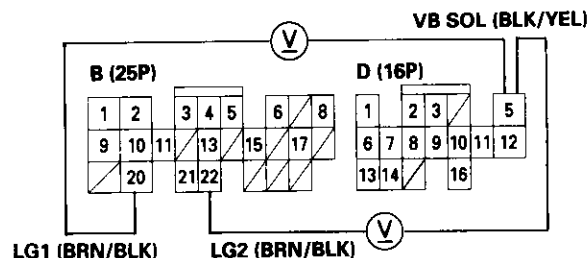 VB SOL (BLK/YEL)
V
B (25P) D (16P)
1 2 3 4 5 6 8 1 2 3 5
9 10 11 13 15 17 6 7 8 9 10 11 12
20 21 22 13 14 16
LG1 (BRN/BLK) LG2 (BRN/BLK) V